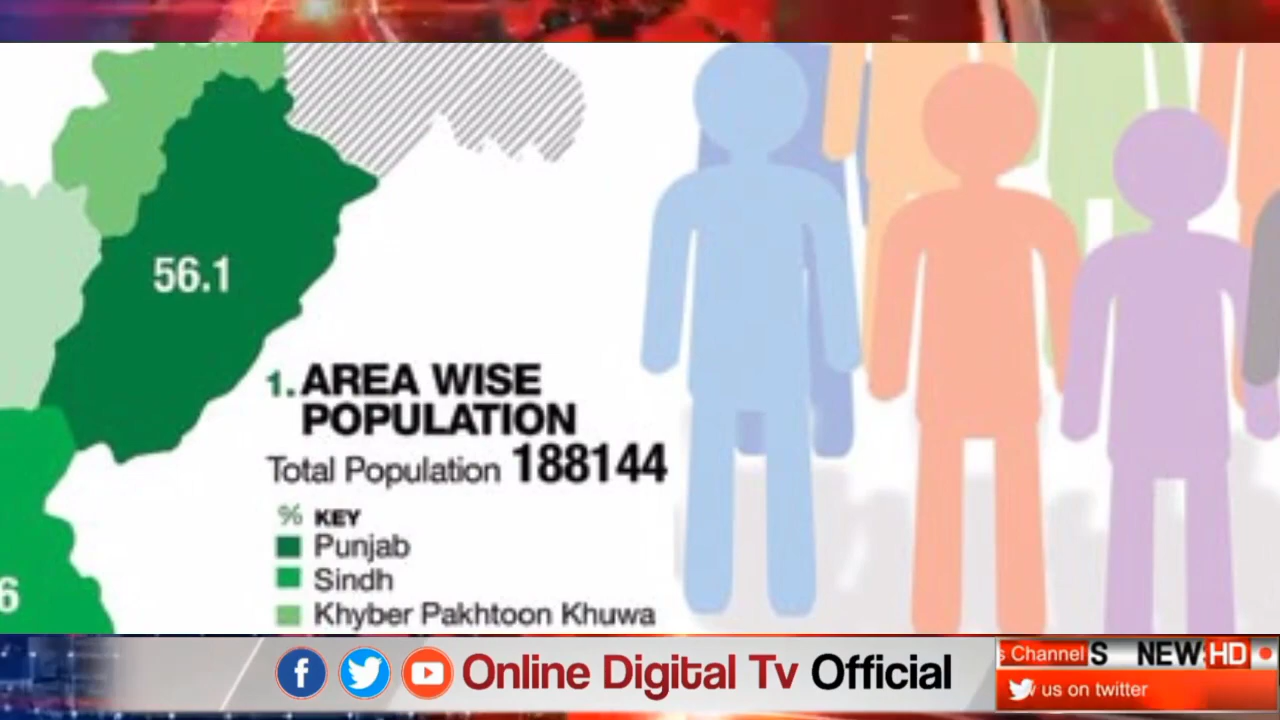 56.1
1. AREA WISE
POPULATION
Total Population 188144
% KEY
Punjab
Sindh
6
Khyber Pakhtoon Khuwa
Online Digital Tv Official
Channel
S NEW
HD
us on twitter